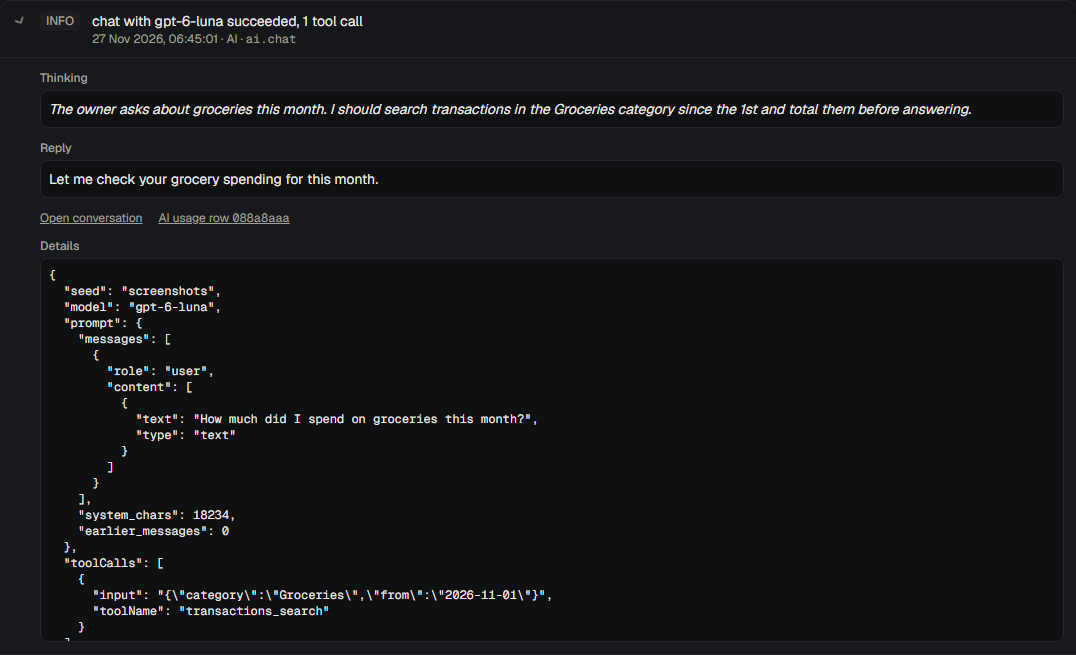 INFO chat with gpt-6-luna succeeded, 1 tool call
27 Nov 2026, 06:45:01 · AI · ai.chat
Thinking
The owner asks about groceries this month. I should search transactions in the Groceries category since the 1st and total them before answering.
Reply
Let me check your grocery spending for this month.
Open conversation AI usage row 088a8aaa
Details
{
"seed": "screenshots",
"model": "gpt-6-luna",
"prompt": {
"messages": [
{
"role": "user",
"content": [
{
"text": "How much did I spend on groceries this month?",
"type": "text"
}
]
}
],
"system_chars": 18234,
"earlier_messages": 0
},
"toolCalls": [
{
"input": "{\"category\":\"Groceries\",\"from\":\"2026-11-01\"}",
"toolName": "transactions_search"
}